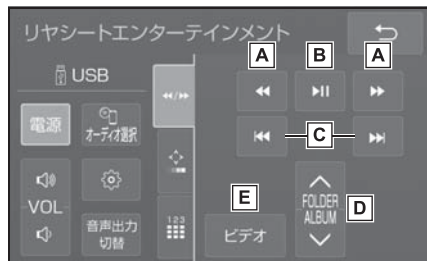 リヤシートエンターテインメント
A
B
A
USB
電源
オーディオ選択
C
VOL
音声出力
切替
123
E
ビデオ
FOLDER
ALBUM
D